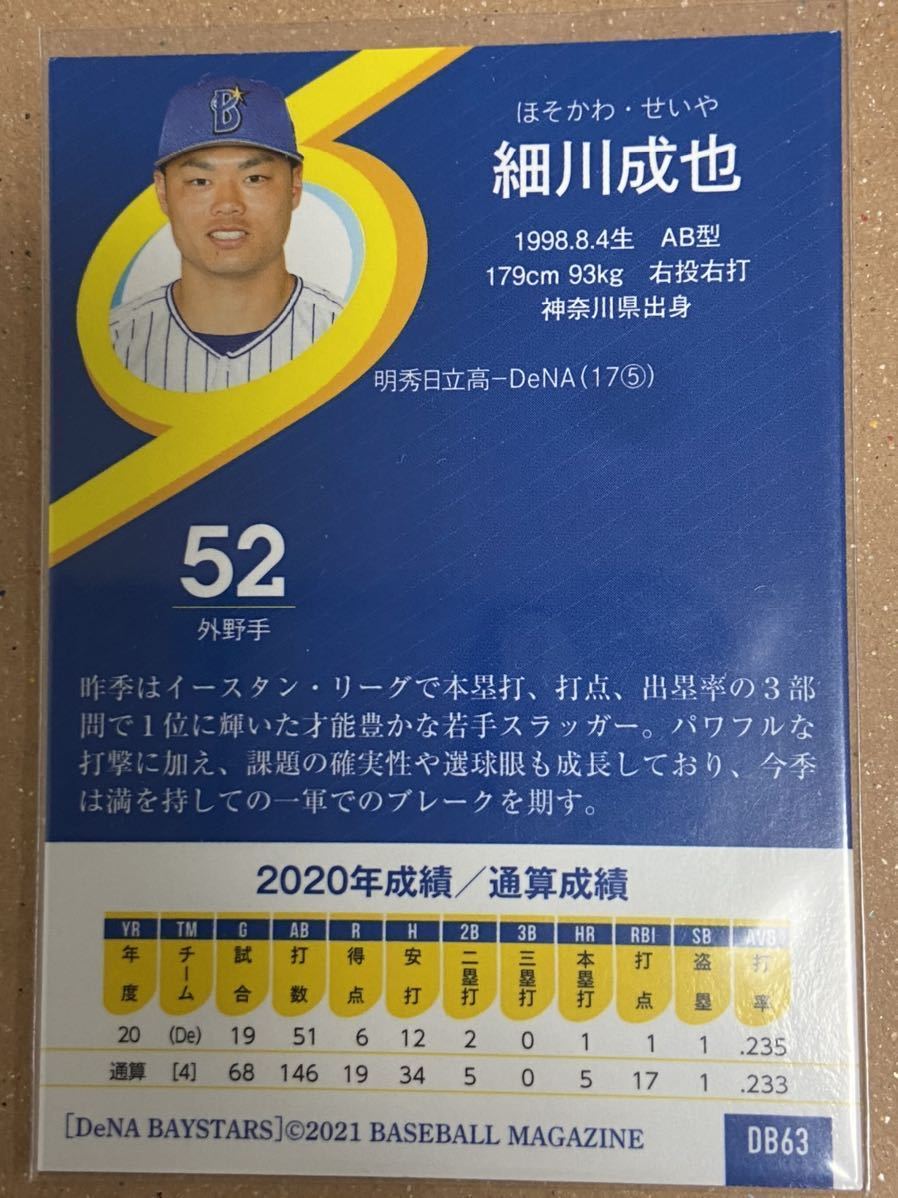 B
ほそかわ・せいや
細川成也
1998.8.4生　AB型
179cm 93kg　右投右打
神奈川県出身
明秀日立高−DeNA(17⑤)
52
外野手
昨季はイースタン・リーグで本塁打、打点、出塁率の３部
門で１位に輝いた才能豊かな若手スラッガー。パワフルな
打撃に加え、課題の確実性や選球眼も成長しており、今季
は満を持しての一軍でのブレークを期す。
2020年成績／通算成績
YR TM G AB R H 2B 3B HR RBI SB AVG
年度 チーム 試合 打数 得点 安打 二塁打 三塁打 本塁打 打点 盗塁 打率
20 (De) 19 51 6 12 2 0 1 1 1 .235
通算 [4] 68 146 19 34 5 0 5 17 1 .233
[DeNA BAYSTARS]©2021 BASEBALL MAGAZINE
DB63